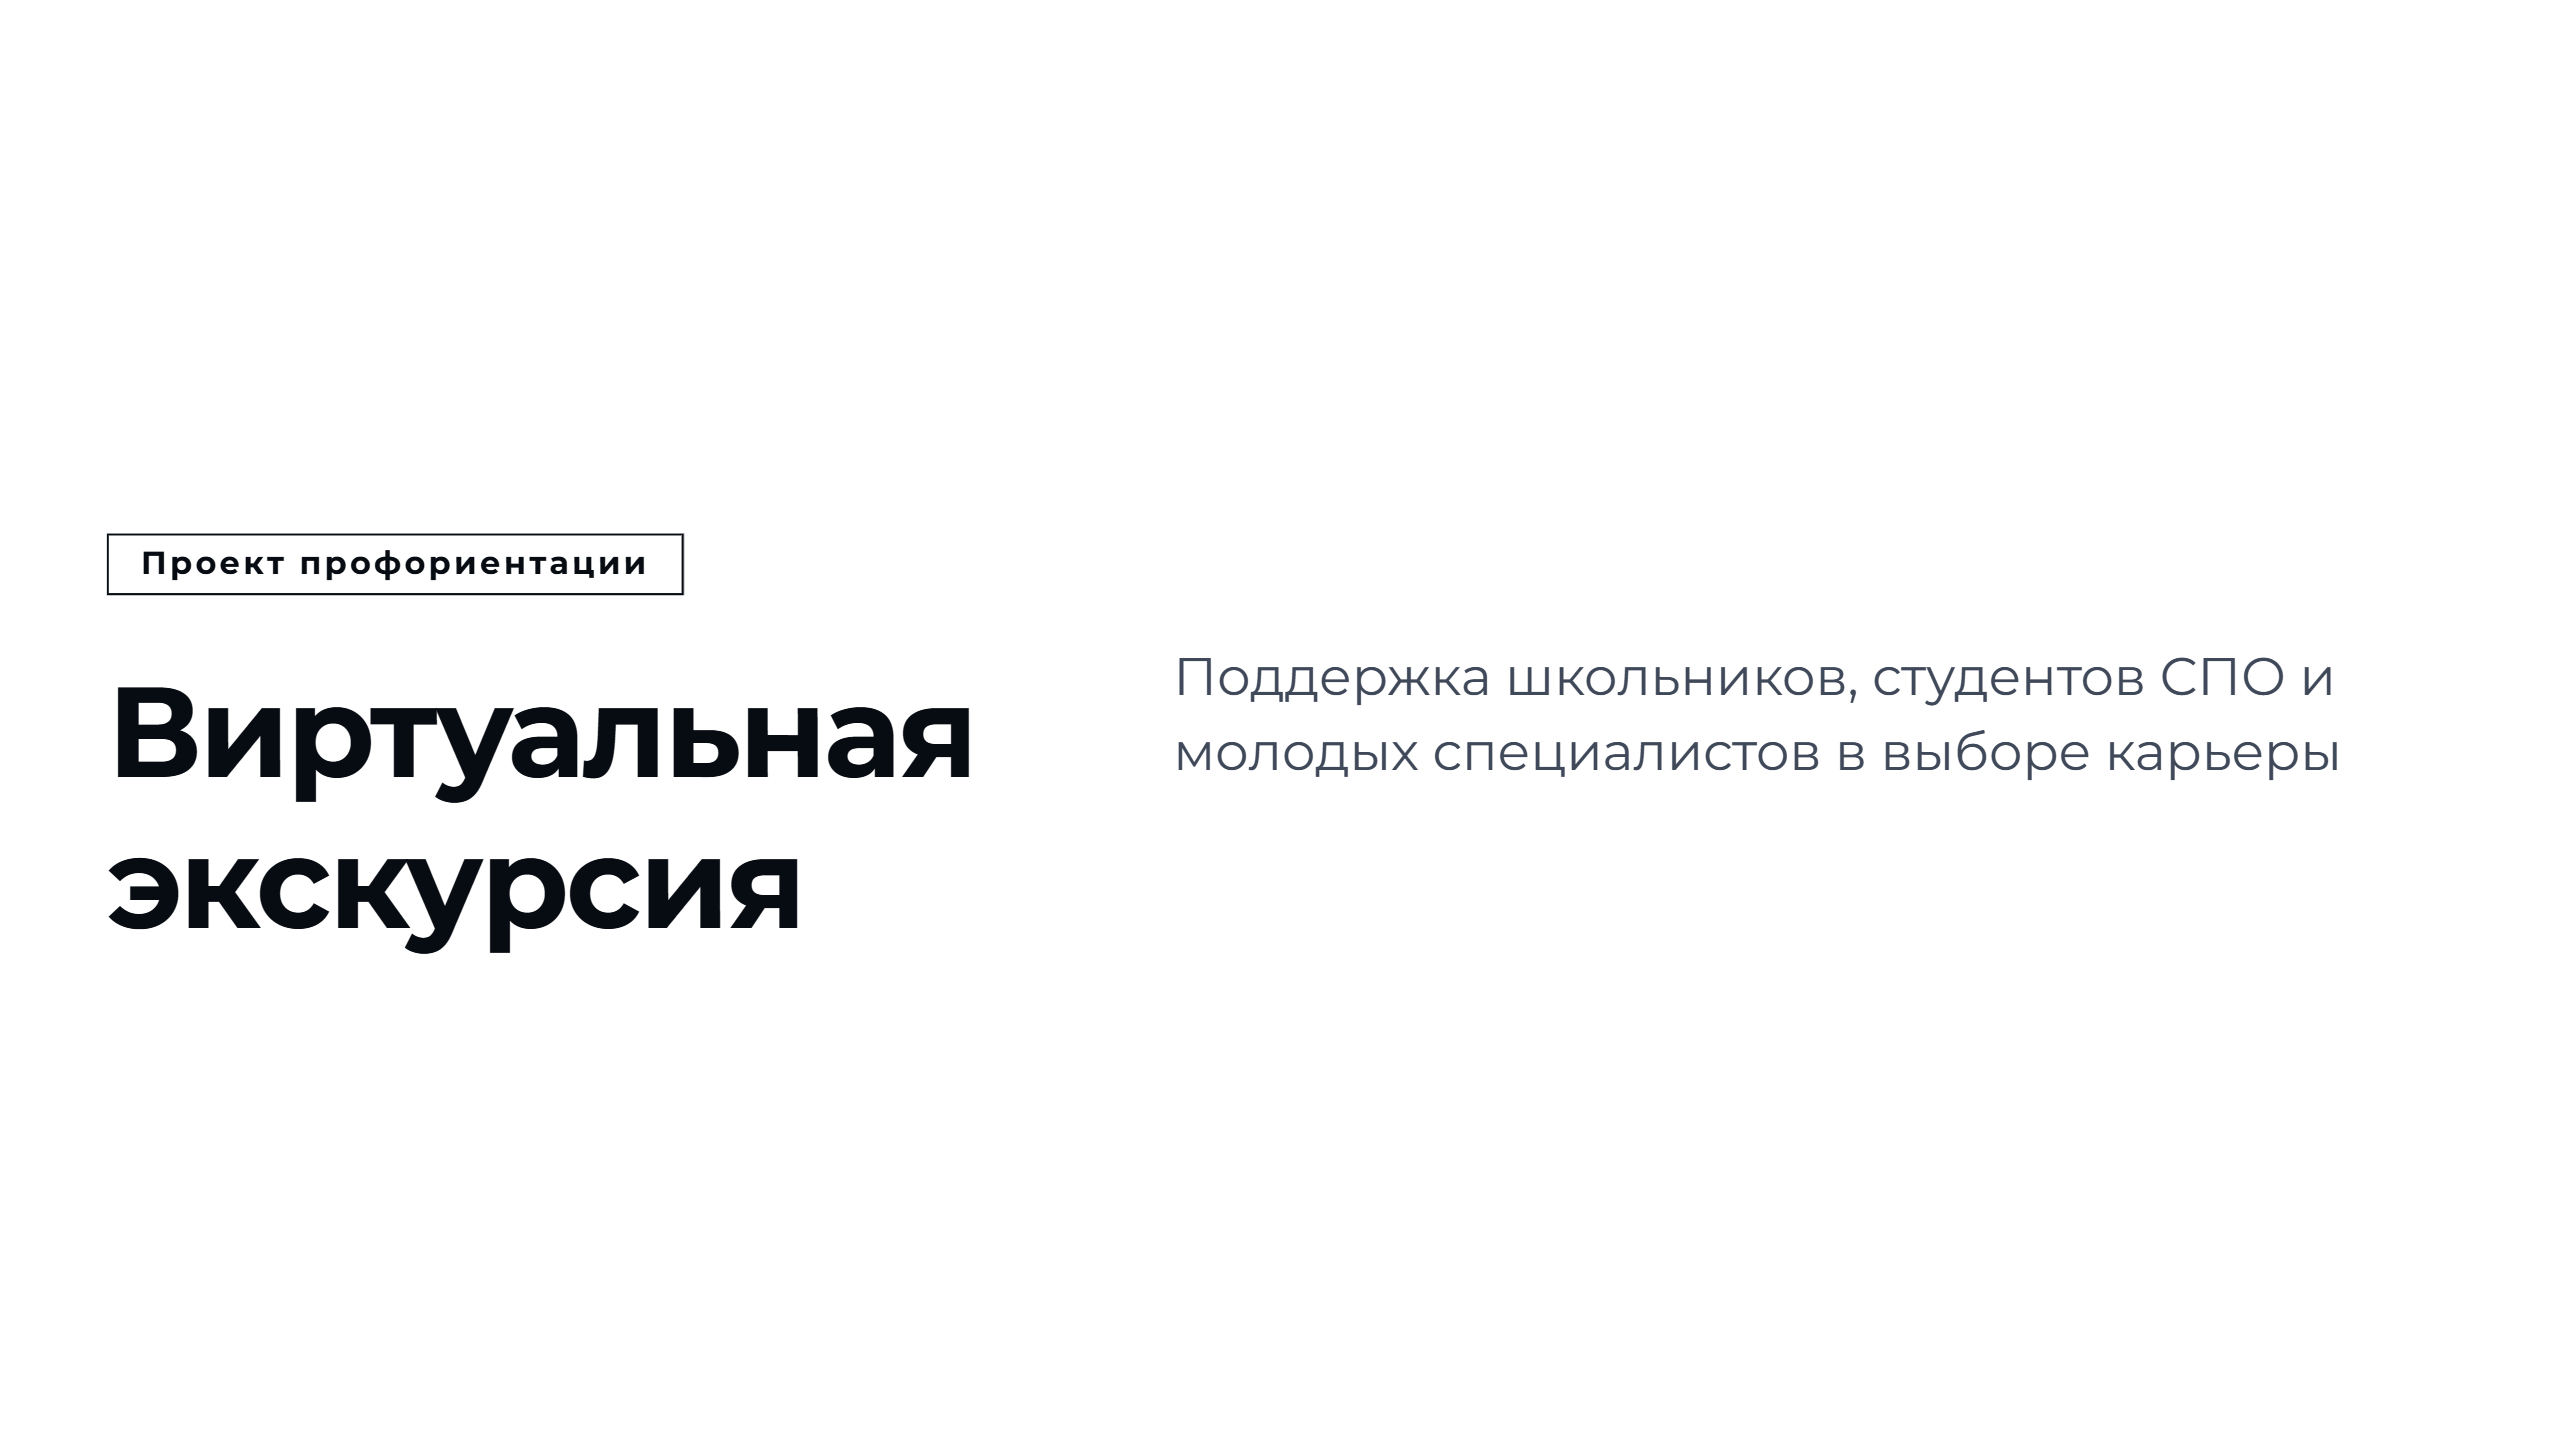 Проект профориентации
Виртуальная
экскурсия
Поддержка школьников, студентов СПО и
молодых специалистов в выборе карьеры